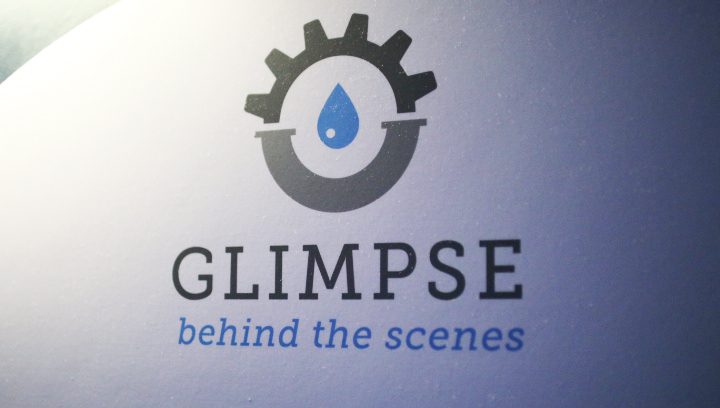 GLIMPSE
behind the scenes